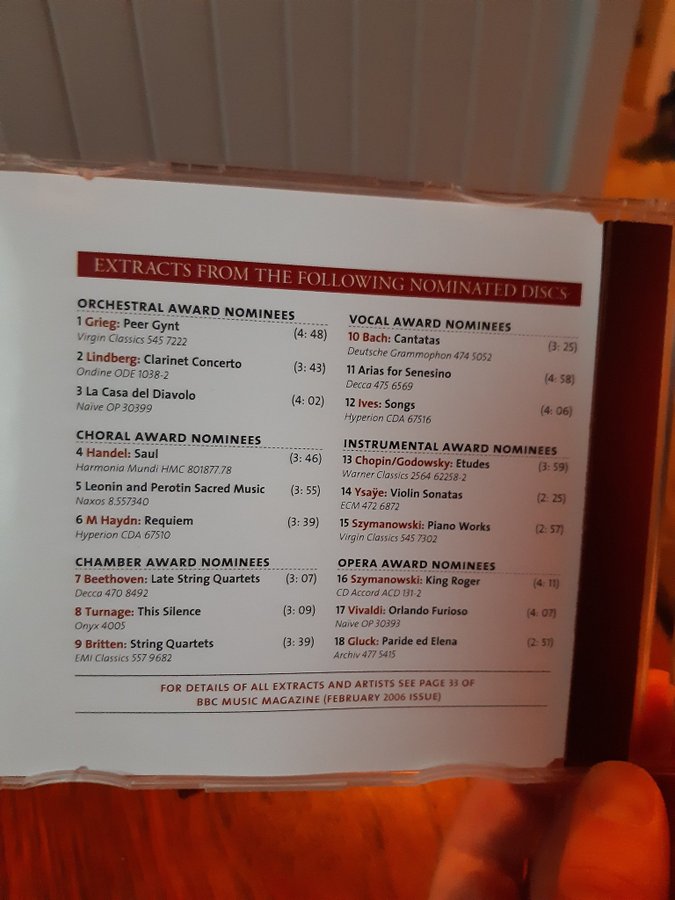 EXTRACTS FROM THE FOLLOWING NOMINATED DISCS
ORCHESTRAL AWARD NOMINEES
1 Grieg: Peer Gynt (4: 48)
Virgin Classics 545 7222
2 Lindberg: Clarinet Concerto (3: 43)
Ondine ODE 1038-2
3 La Casa del Diavolo (4: 02)
Naïve OP 30399
CHORAL AWARD NOMINEES
4 Handel: Saul (3: 46)
Harmonia Mundi HMC 801877.78
5 Leonin and Perotin Sacred Music (3: 55)
Naxos 8.557340
6 M Haydn: Requiem (3: 39)
Hyperion CDA 67510
CHAMBER AWARD NOMINEES
7 Beethoven: Late String Quartets (3: 07)
Decca 470 8492
8 Turnage: This Silence (3: 09)
Onyx 4005
9 Britten: String Quartets (3: 39)
EMI Classics 557 9682
VOCAL AWARD NOMINEES
10 Bach: Cantatas (3: 25)
Deutsche Grammophon 474 5052
11 Arias for Senesino (4: 58)
Decca 475 6569
12 Ives: Songs (4: 06)
Hyperion CDA 67516
INSTRUMENTAL AWARD NOMINEES
13 Chopin/Godowsky: Etudes (3: 59)
Warner Classics 2564 62258-2
14 Ysaÿe: Violin Sonatas (2: 25)
ECM 472 6872
15 Szymanowski: Piano Works (2: 57)
Virgin Classics 545 7302
OPERA AWARD NOMINEES
16 Szymanowski: King Roger (4: 11)
CD Accord ACD 131-2
17 Vivaldi: Orlando Furioso (4: 07)
Naïve OP 30393
18 Gluck: Paride ed Elena (2: 51)
Archiv 477 5415
FOR DETAILS OF ALL EXTRACTS AND ARTISTS SEE PAGE 33 OF
BBC MUSIC MAGAZINE (FEBRUARY 2006 ISSUE)